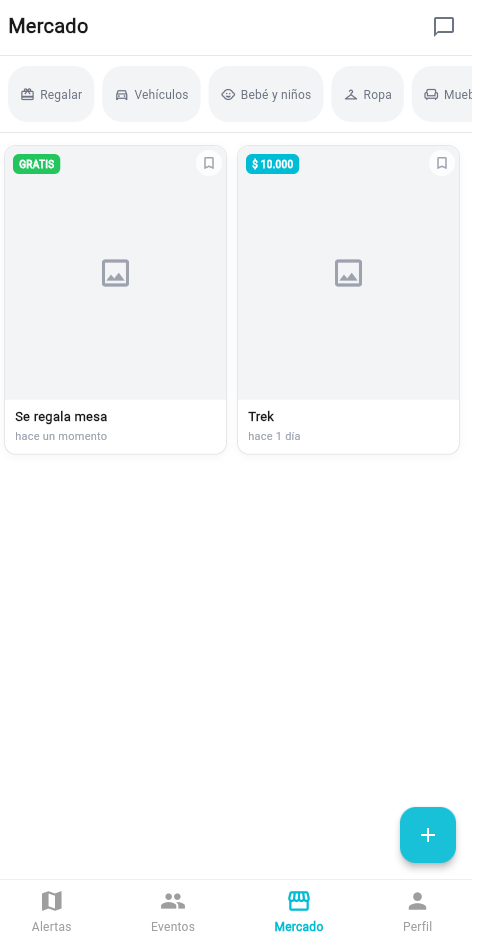 Mercado
Regalar
Vehículos
Bebé y niños
Ropa
Mueb
GRATIS
$ 10.000
Se regala mesa
hace un momento
Trek
hace 1 día
Alertas
Eventos
Mercado
Perfil